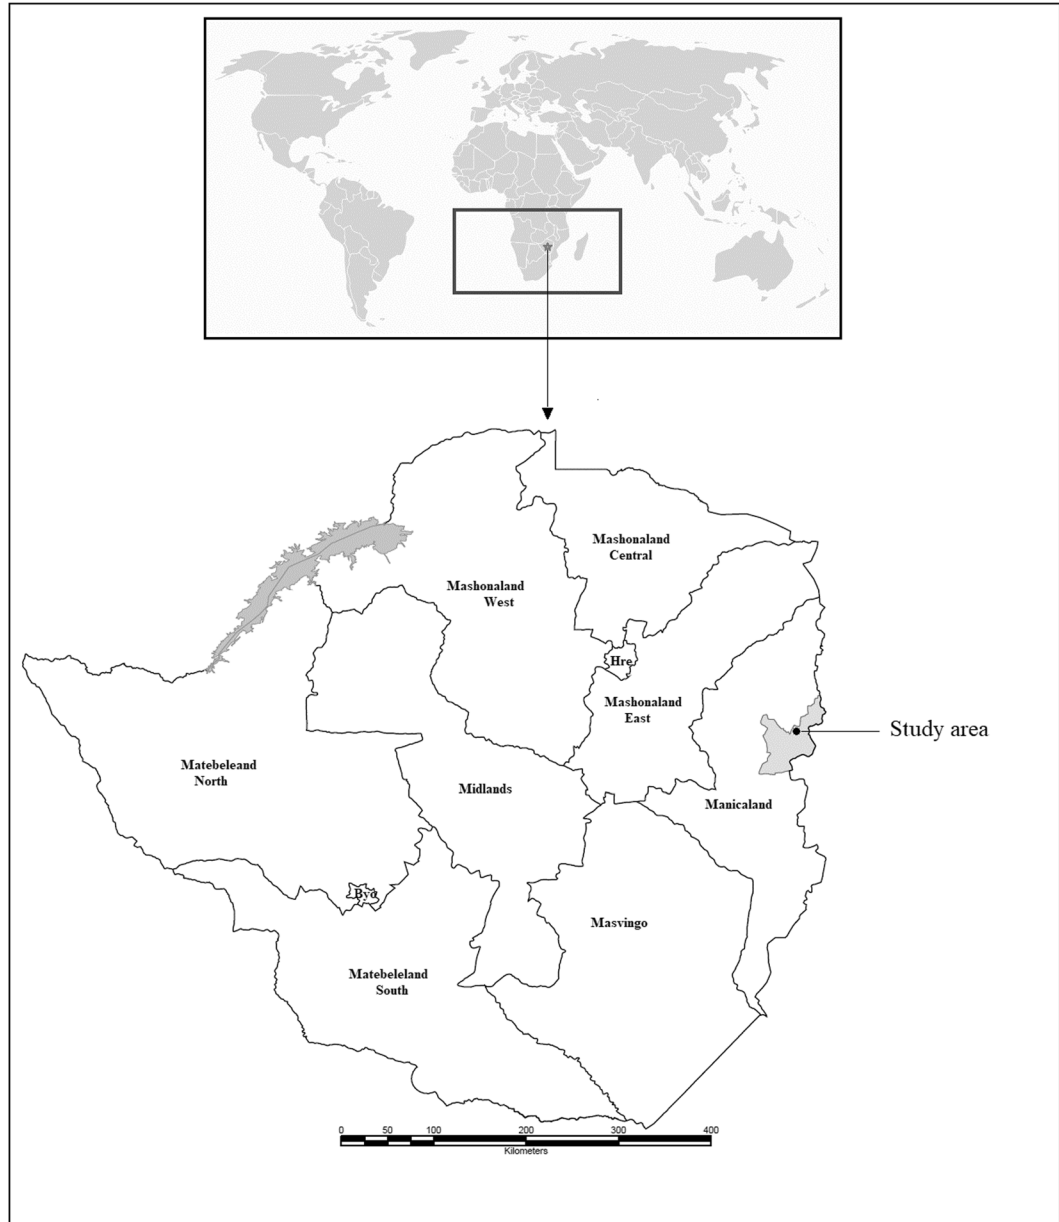 Mashonaland
Central
Mashonaland
West
Hre
Mashonaland
East
Study area
Matebeleand
North
Midlands
Manicaland
Byo
Masvingo
Matebeleland
South
0 50 100 200 300 400
Kilometers